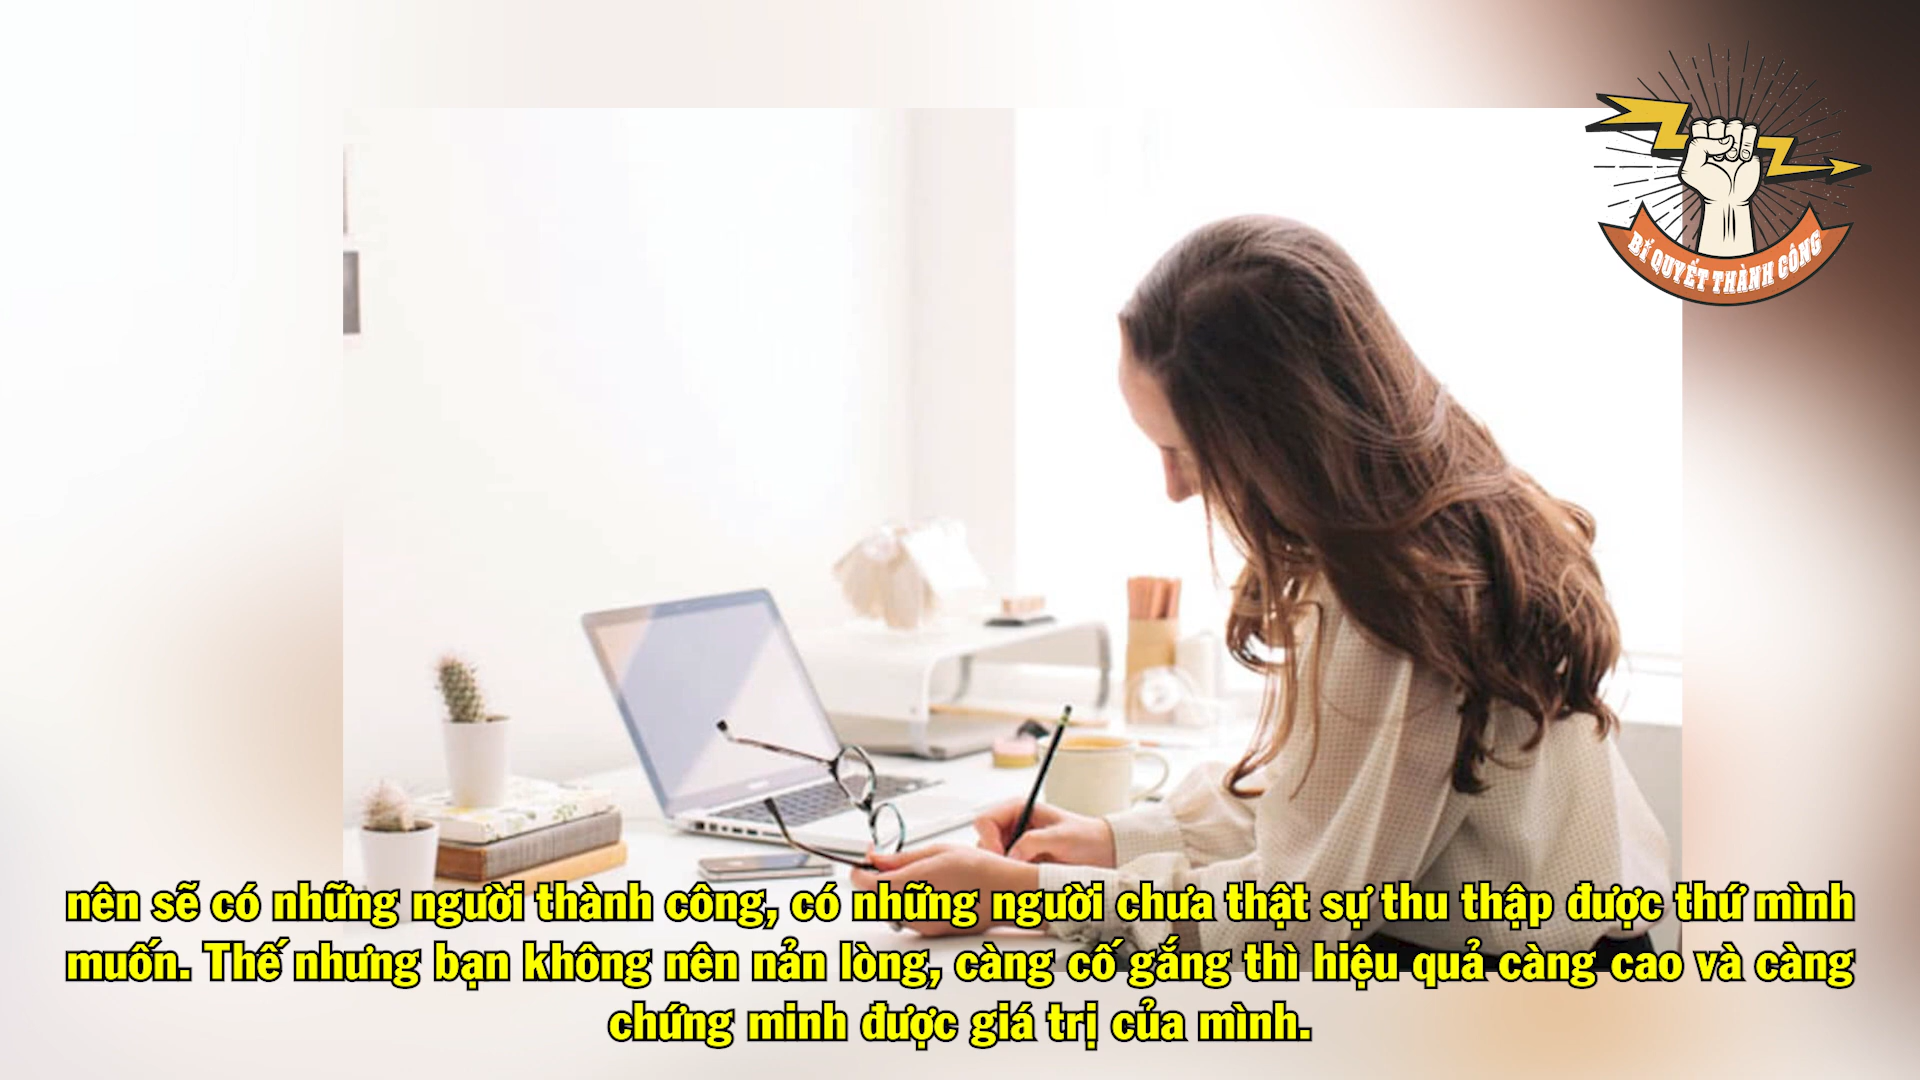 BÍ QUYẾT THÀNH CÔNG
nên sẽ có những người thành công, có những người chưa thật sự thu thập được thứ mình
muốn. Thế nhưng bạn không nên nản lòng, càng cố gắng thì hiệu quả càng cao và càng
chứng minh được giá trị của mình.